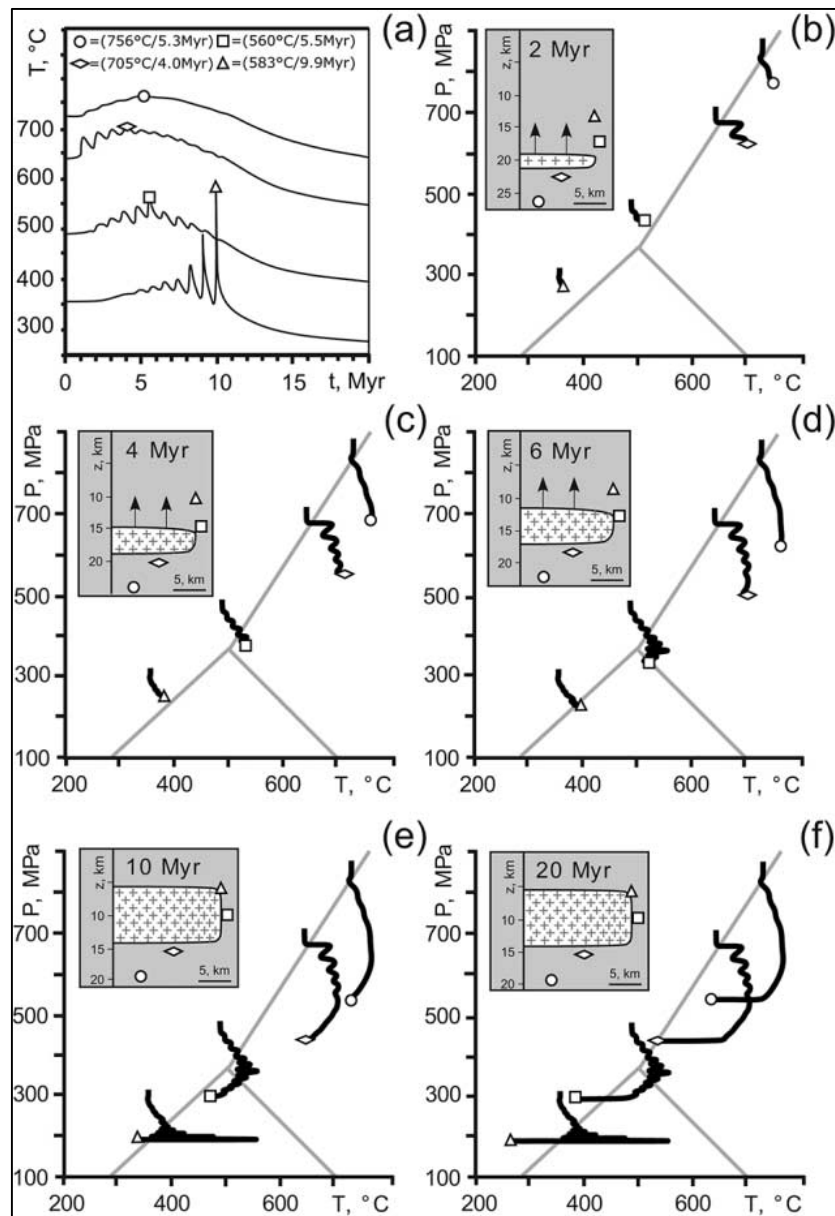 (a)
T, °C
○=(756°C/5.3Myr) □=(560°C/5.5Myr)
◇=(705°C/4.0Myr) △=(583°C/9.9Myr)
700
600
500
400
300
0 5 10 15 t, Myr
(b)
P, MPa
2 Myr
z, km
15
20
25
5, km
700
500
300
100
200 400 600 T, °C
(c)
P, MPa
4 Myr
z, km
10
15
20
5, km
700
500
300
100
200 400 600 T, °C
(d)
P, MPa
6 Myr
z, km
10
15
20
5, km
700
500
300
100
200 400 600 T, °C
(e)
P, MPa
10 Myr
z, km
10
15
20
5, km
700
500
300
100
200 400 600 T, °C
(f)
P, MPa
20 Myr
z, km
10
15
20
5, km
700
500
300
100
200 400 600 T, °C